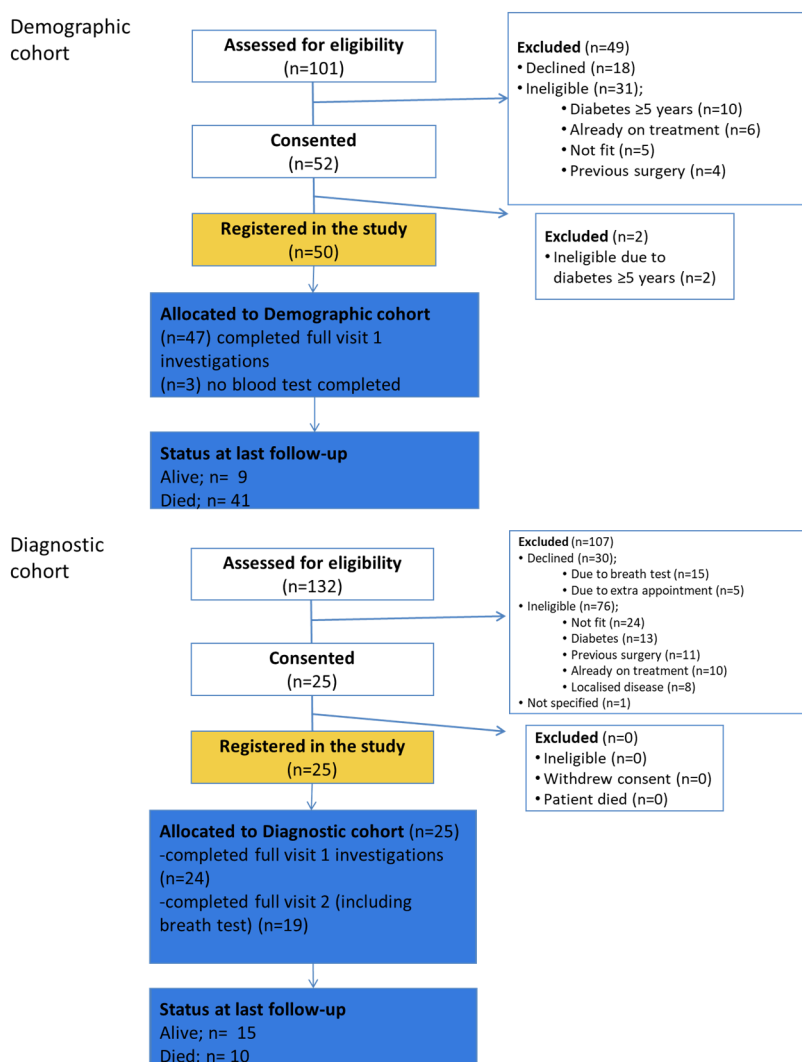 Demographic
cohort
Assessed for eligibility
(n=101)
Excluded (n=49)
• Declined (n=18)
• Ineligible (n=31);
• Diabetes ≥5 years (n=10)
• Already on treatment (n=6)
• Not fit (n=5)
• Previous surgery (n=4)
Consented
(n=52)
Registered in the study
(n=50)
Excluded (n=2)
• Ineligible due to
diabetes ≥5 years (n=2)
Allocated to Demographic cohort
(n=47) completed full visit 1
investigations
(n=3) no blood test completed
Status at last follow-up
Alive; n= 9
Died; n= 41
Diagnostic
cohort
Assessed for eligibility
(n=132)
Excluded (n=107)
• Declined (n=30);
• Due to breath test (n=15)
• Due to extra appointment (n=5)
• Ineligible (n=76);
• Not fit (n=24)
• Diabetes (n=13)
• Previous surgery (n=11)
• Already on treatment (n=10)
• Localised disease (n=8)
• Not specified (n=1)
Consented
(n=25)
Registered in the study
(n=25)
Excluded (n=0)
• Ineligible (n=0)
• Withdrew consent (n=0)
• Patient died (n=0)
Allocated to Diagnostic cohort (n=25)
-completed full visit 1 investigations
(n=24)
-completed full visit 2 (including
breath test) (n=19)
Status at last follow-up
Alive; n= 15
Died; n= 10